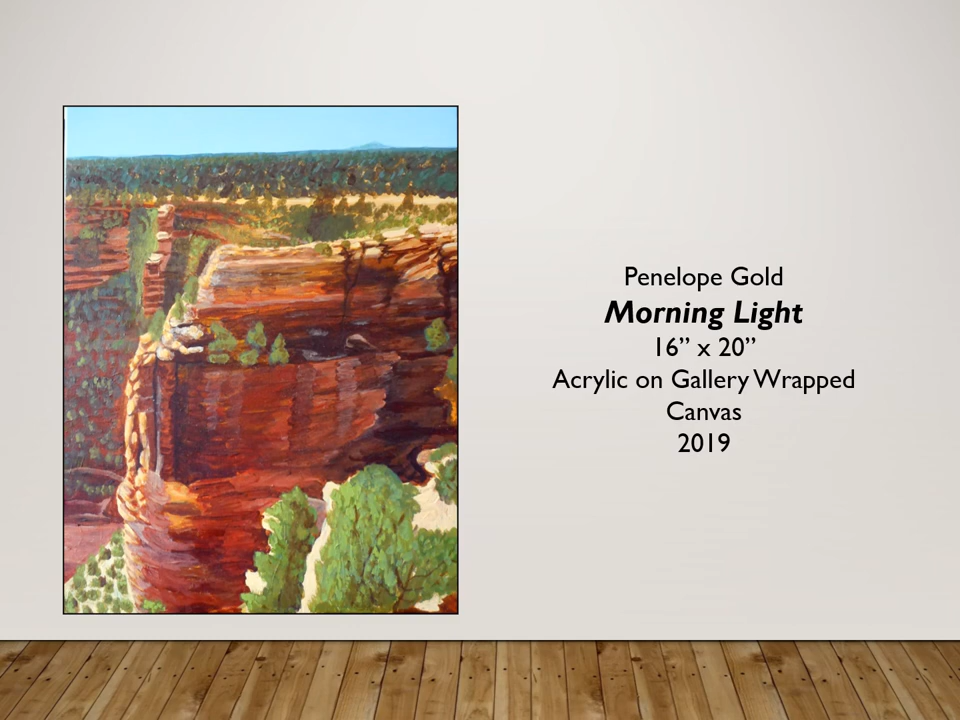 Penelope Gold
Morning Light
16” x 20”
Acrylic on Gallery Wrapped
Canvas
2019